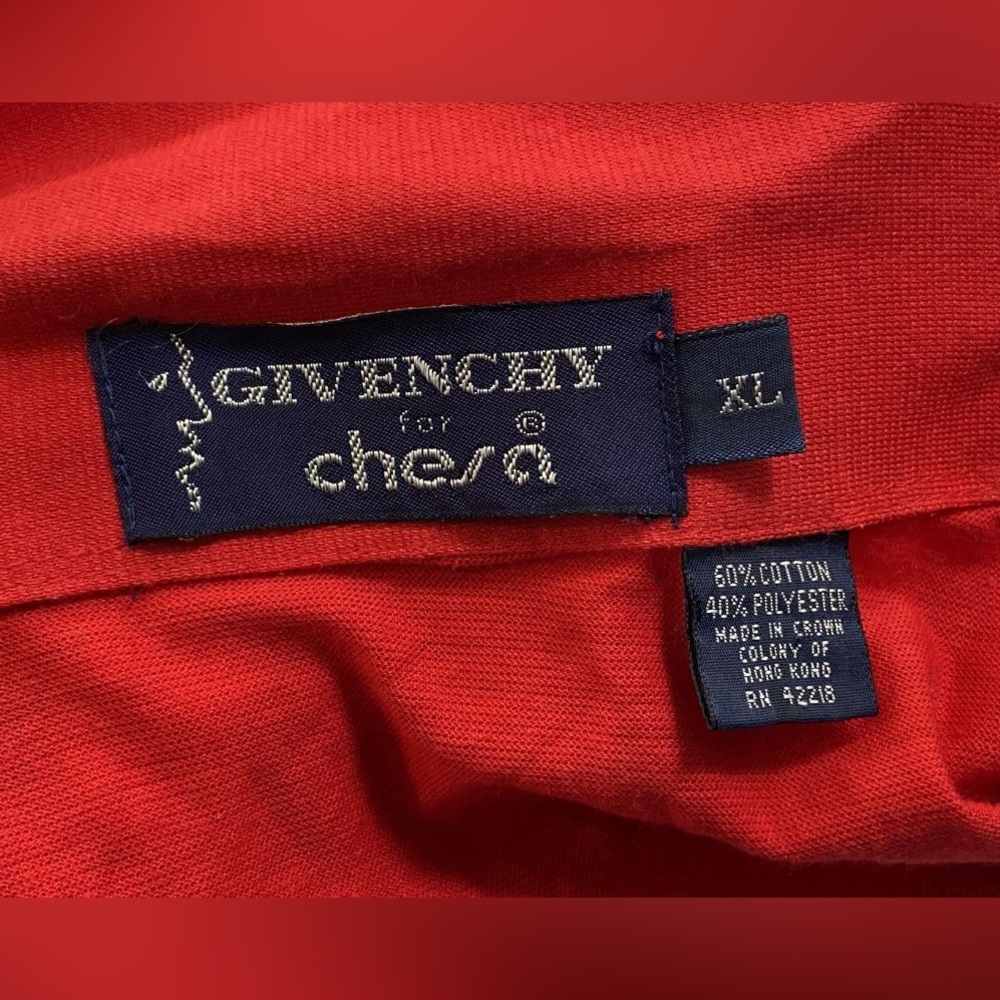 GIVENCHY
for
chesa®
XL
60% COTTON
40% POLYESTER
MADE IN CROWN
COLONY OF
HONG KONG
RN 42218